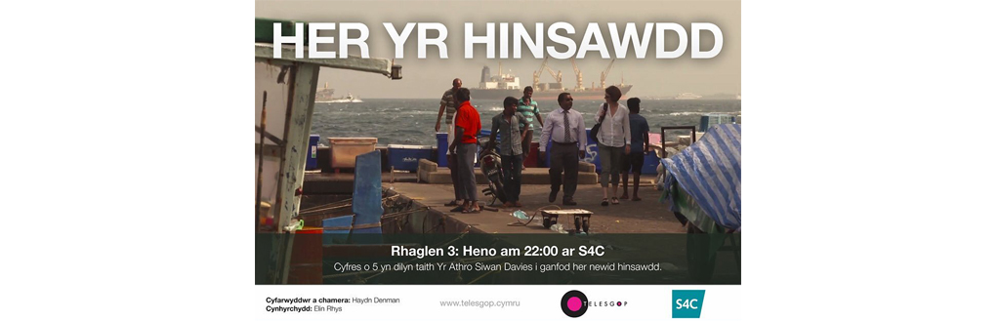 HER YR HINSAWDD
Rhaglen 3: Heno am 22:00 ar S4C
Cyfres o 5 yn dilyn taith Yr Athro Siwan Davies i ganfod her newid hinsawdd.
Cyfarwyddwr a chamera: Haydn Denman
Cynhyrchydd: Elin Rhys
www.telesgop.cymru
TELESGOP
S4C